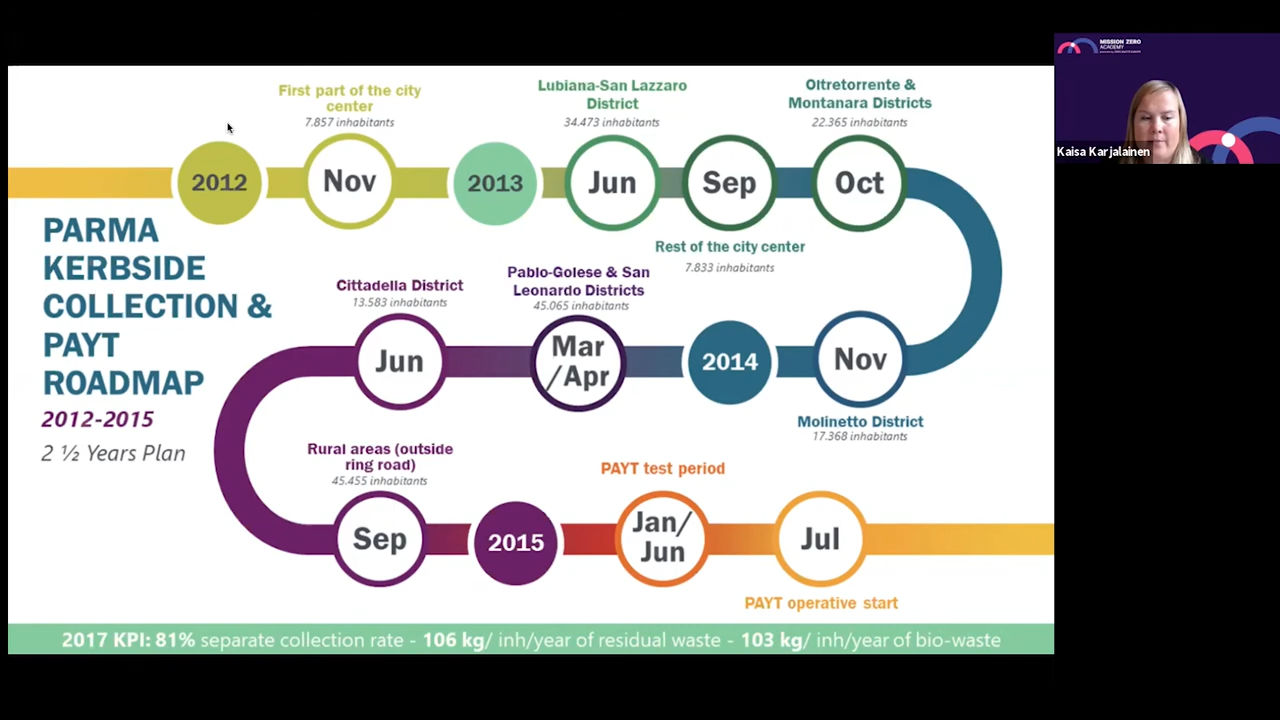 PARMA
KERBSIDE
COLLECTION &
PAYT
ROADMAP
2012-2015
2 ½ Years Plan
2012
First part of the city
center
7.857 inhabitants
Nov
2013
Lubiana-San Lazzaro
District
34.473 inhabitants
Jun
Sep
Rest of the city center
7.833 inhabitants
Oltretorrente &
Montanara Districts
22.365 inhabitants
Oct
Nov
Molinetto District
17.368 inhabitants
2014
Pablo-Golese & San
Leonardo Districts
45.065 inhabitants
Mar
/Apr
Cittadella District
13.583 inhabitants
Jun
Rural areas (outside
ring road)
45.455 inhabitants
Sep
2015
PAYT test period
Jan/
Jun
Jul
PAYT operative start
2017 KPI: 81% separate collection rate - 106 kg/ inh/year of residual waste - 103 kg/ inh/year of bio-waste
MISSION ZERO
ACADEMY
Kaisa Karjalainen